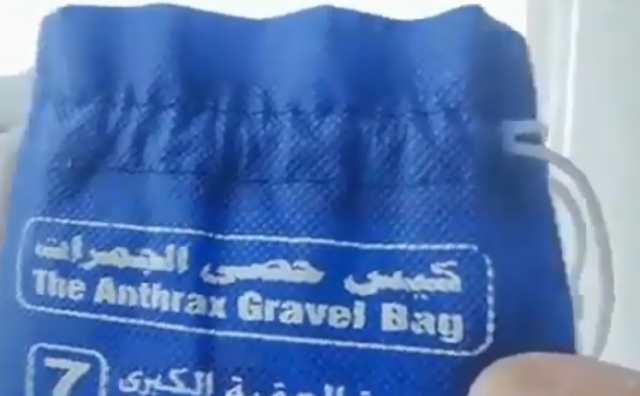 كيس حصى الجمرات
The Anthrax Gravel Bag
7
العقبة الكبرى